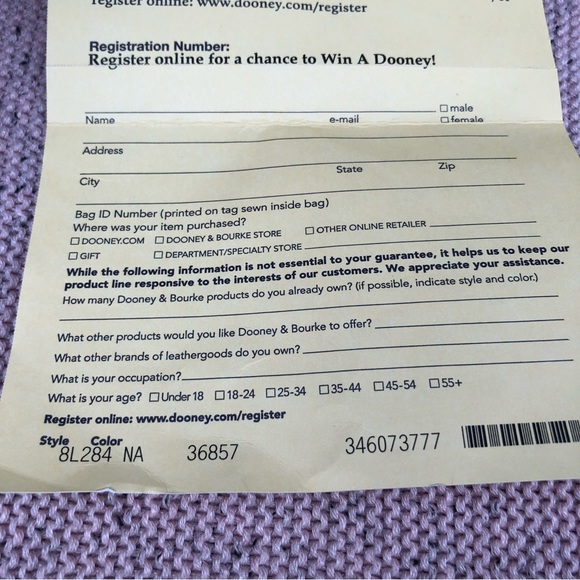 register online: www.dooney.com/register
Registration Number:
Register online for a chance to Win A Dooney!
male
Name e-mail female
Address
City State Zip
Bag ID Number (printed on tag sewn inside bag)
Where was your item purchased?
DOONEY.COM DOONEY & BOURKE STORE OTHER ONLINE RETAILER
GIFT DEPARTMENT/SPECIALTY STORE
While the following information is not essential to your guarantee, it helps us to keep our
product line responsive to the interests of our customers. We appreciate your assistance.
How many Dooney & Bourke products do you already own? (if possible, indicate style and color.)
What other products would you like Dooney & Bourke to offer?
What other brands of leathergoods do you own?
What is your occupation?
What is your age? Under 18 18-24 25-34 35-44 45-54 55+
Register online: www.dooney.com/register
Style Color
8L284 NA 36857 346073777